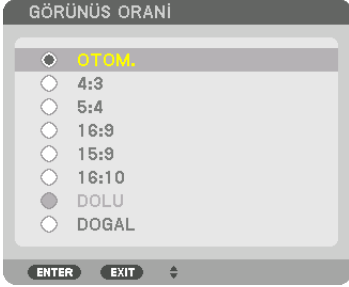 GÖRÜNÜS ORANİ
OTOM.
4:3
5:4
16:9
15:9
16:10
DOLU
DOGAL
ENTER EXIT